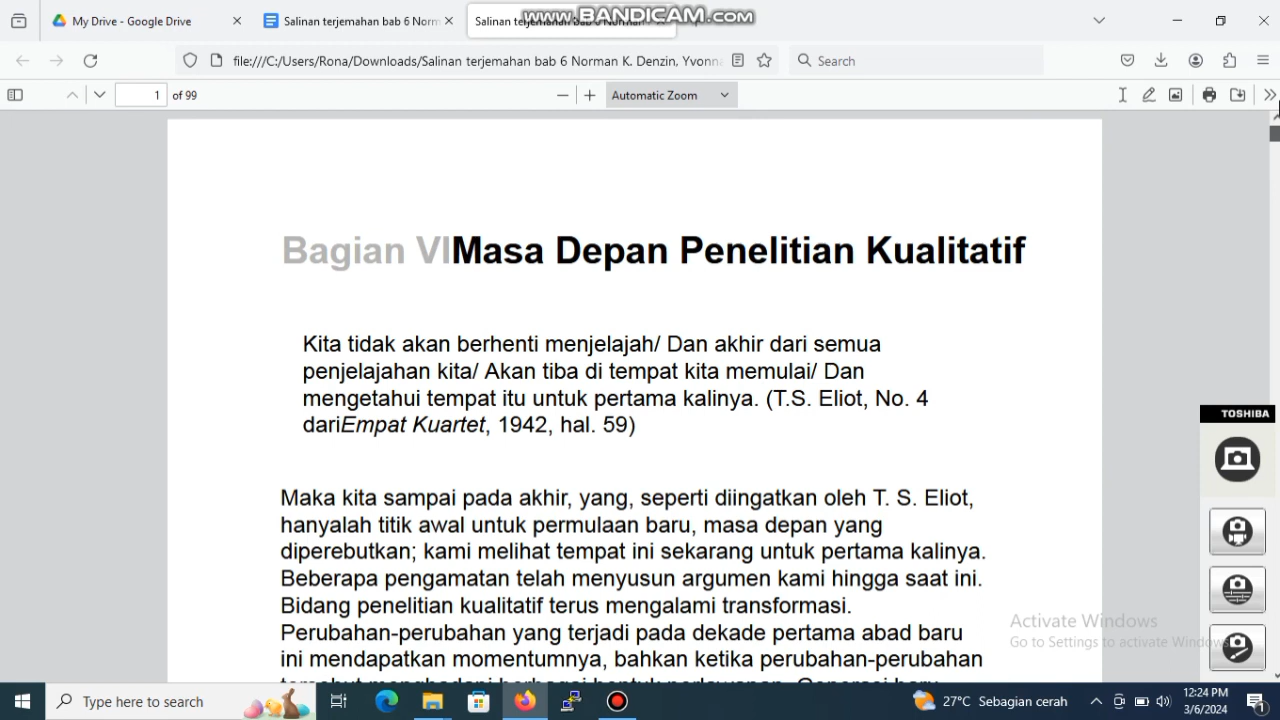 www.BANDICAM.com
My Drive - Google Drive
Salinan terjemahan bab 6 Norm
Salinan terjemahan bab 6 Norman
file:///C:/Users/Rona/Downloads/Salinan terjemahan bab 6 Norman K. Denzin, Yvonn
Search
1 of 99
Automatic Zoom
Bagian VIMasa Depan Penelitian Kualitatif
Kita tidak akan berhenti menjelajah/ Dan akhir dari semua
penjelajahan kita/ Akan tiba di tempat kita memulai/ Dan
mengetahui tempat itu untuk pertama kalinya. (T.S. Eliot, No. 4
dariEmpat Kuartet, 1942, hal. 59)
Maka kita sampai pada akhir, yang, seperti diingatkan oleh T. S. Eliot,
hanyalah titik awal untuk permulaan baru, masa depan yang
diperebutkan; kami melihat tempat ini sekarang untuk pertama kalinya.
Beberapa pengamatan telah menyusun argumen kami hingga saat ini.
Bidang penelitian kualitatif terus mengalami transformasi.
Perubahan-perubahan yang terjadi pada dekade pertama abad baru
ini mendapatkan momentumnya, bahkan ketika perubahan-perubahan
TOSHIBA
Activate Windows
Go to Settings to activate Windows
Type here to search
27°C Sebagian cerah
12:24 PM
3/6/2024
1